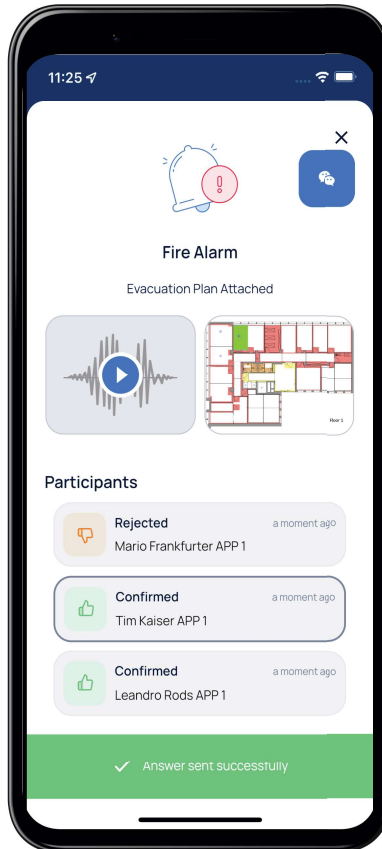 11:25
Fire Alarm
Evacuation Plan Attached
Floor 1
Participants
Rejected
a moment ago
Mario Frankfurter APP 1
Confirmed
a moment ago
Tim Kaiser APP 1
Confirmed
a moment ago
Leandro Rods APP 1
Answer sent successfully